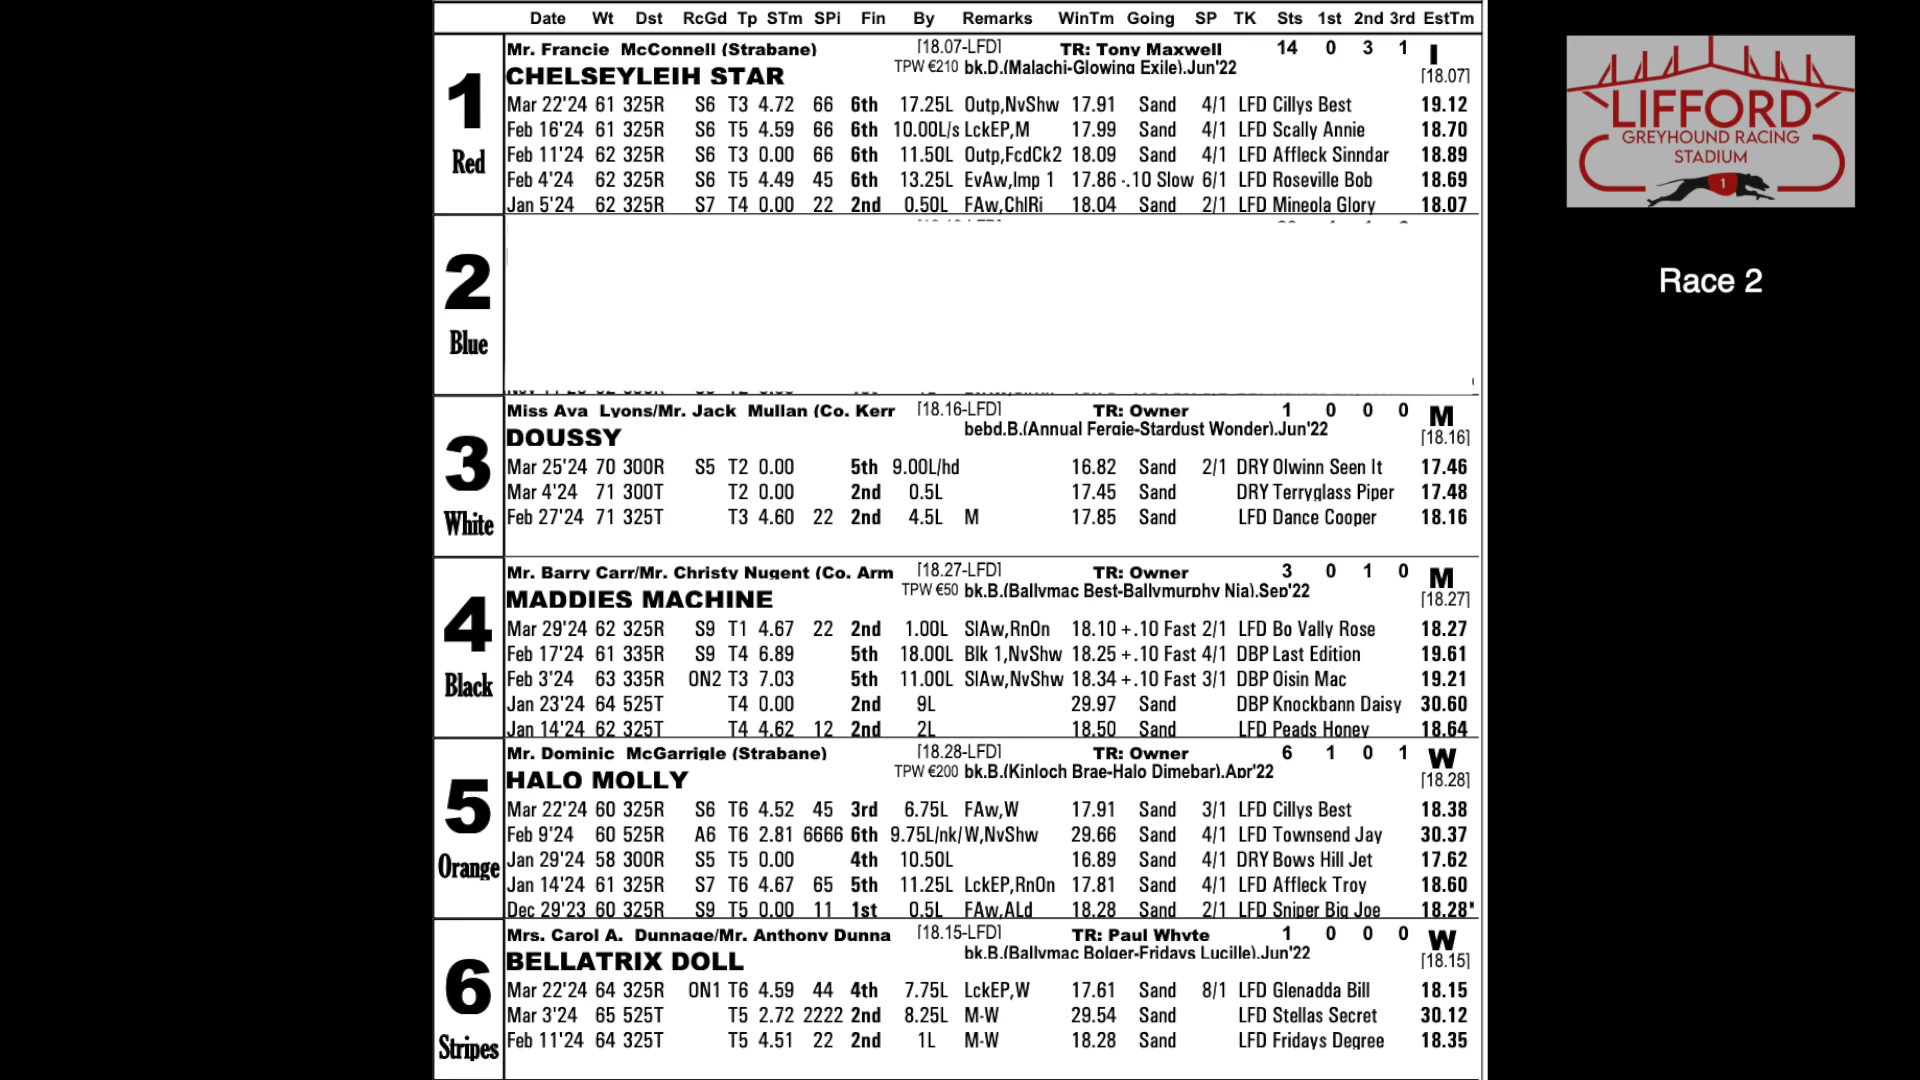 Date Wt Dst RcGd Tp STm SPi Fin By Remarks WinTm Going SP TK Sts 1st 2nd 3rd EstTm
1
Red
Mr. Francie McConnell (Strabane) [18.07-LFD] TR: Tony Maxwell 14 0 3 1 I
CHELSEYLEIH STAR TPW €210 bk.D.(Malachi-Glowing Exile).Jun'22 [18.07]
Mar 22'24 61 325R S6 T3 4.72 66 6th 17.25L Outp,NvShw 17.91 Sand 4/1 LFD Cillys Best 19.12
Feb 16'24 61 325R S6 T5 4.59 66 6th 10.00L/s LckEP,M 17.99 Sand 4/1 LFD Scally Annie 18.70
Feb 11'24 62 325R S6 T3 0.00 66 6th 11.50L Outp,FcdCk2 18.09 Sand 4/1 LFD Affleck Sinndar 18.89
Feb 4'24 62 325R S6 T5 4.49 45 6th 13.25L EvAw,Imp 1 17.86 -.10 Slow 6/1 LFD Roseville Bob 18.69
Jan 5'24 62 325R S7 T4 0.00 22 2nd 0.50L FAw,ChlRi 18.04 Sand 2/1 LFD Mineola Glory 18.07
2
Blue
3
White
Miss Ava Lyons/Mr. Jack Mullan (Co. Kerr [18.16-LFD] TR: Owner 1 0 0 0 M
DOUSSY bebd.B.(Annual Fergie-Stardust Wonder).Jun'22 [18.16]
Mar 25'24 70 300R S5 T2 0.00 5th 9.00L/hd 16.82 Sand 2/1 DRY Olwinn Seen It 17.46
Mar 4'24 71 300T T2 0.00 2nd 0.5L 17.45 Sand DRY Terryglass Piper 17.48
Feb 27'24 71 325T T3 4.60 22 2nd 4.5L M 17.85 Sand LFD Dance Cooper 18.16
4
Black
Mr. Barry Carr/Mr. Christy Nugent (Co. Arm [18.27-LFD] TR: Owner 3 0 1 0 M
MADDIES MACHINE TPW €50 bk.B.(Ballymac Best-Ballymurphy Nia).Sep'22 [18.27]
Mar 29'24 62 325R S9 T1 4.67 22 2nd 1.00L SlAw,RnOn 18.10 +.10 Fast 2/1 LFD Bo Vally Rose 18.27
Feb 17'24 61 335R S9 T4 6.89 5th 18.00L Blk 1,NvShw 18.25 +.10 Fast 4/1 DBP Last Edition 19.61
Feb 3'24 63 335R ON2 T3 7.03 5th 11.00L SlAw,NvShw 18.34 +.10 Fast 3/1 DBP Oisin Mac 19.21
Jan 23'24 64 525T T4 0.00 2nd 9L 29.97 Sand DBP Knockbann Daisy 30.60
Jan 14'24 62 325T T4 4.62 12 2nd 2L 18.50 Sand LFD Peads Honey 18.64
5
Orange
Mr. Dominic McGarrigle (Strabane) [18.28-LFD] TR: Owner 6 1 0 1 W
HALO MOLLY TPW €200 bk.B.(Kinloch Brae-Halo Dimebar).Apr'22 [18.28]
Mar 22'24 60 325R S6 T6 4.52 45 3rd 6.75L FAw,W 17.91 Sand 3/1 LFD Cillys Best 18.38
Feb 9'24 60 525R A6 T6 2.81 6666 6th 9.75L/nk/ W,NvShw 29.66 Sand 4/1 LFD Townsend Jay 30.37
Jan 29'24 58 300R S5 T5 0.00 4th 10.50L 16.89 Sand 4/1 DRY Bows Hill Jet 17.62
Jan 14'24 61 325R S7 T6 4.67 65 5th 11.25L LckEP,RnOn 17.81 Sand 4/1 LFD Affleck Troy 18.60
Dec 29'23 60 325R S9 T5 0.00 11 1st 0.5L FAw,ALd 18.28 Sand 2/1 LFD Sniper Big Joe 18.28*
6
Stripes
Mrs. Carol A. Dunnage/Mr. Anthony Dunna [18.15-LFD] TR: Paul Whyte 1 0 0 0 W
BELLATRIX DOLL bk.B.(Ballymac Bolger-Fridays Lucille).Jun'22 [18.15]
Mar 22'24 64 325R ON1 T6 4.59 44 4th 7.75L LckEP,W 17.61 Sand 8/1 LFD Glenadda Bill 18.15
Mar 3'24 65 525T T5 2.72 2222 2nd 8.25L M-W 29.54 Sand LFD Stellas Secret 30.12
Feb 11'24 64 325T T5 4.51 22 2nd 1L M-W 18.28 Sand LFD Fridays Degree 18.35
LIFFORD
GREYHOUND RACING
STADIUM
1
Race 2